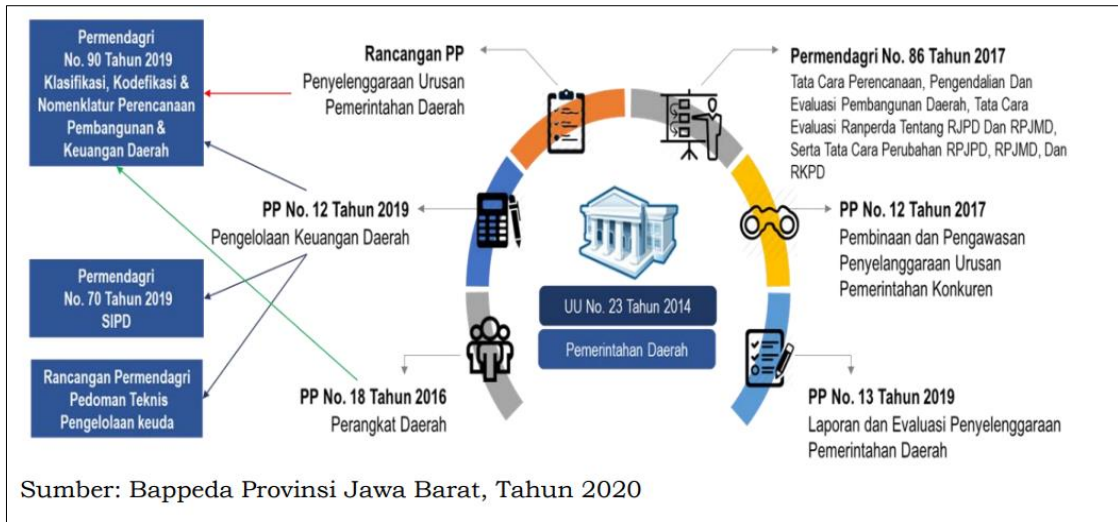 Permendagri
No. 90 Tahun 2019
Klasifikasi, Kodefikasi &
Nomenklatur Perencanaan
Pembangunan &
Keuangan Daerah
Permendagri
No. 70 Tahun 2019
SIPD
Rancangan Permendagri
Pedoman Teknis
Pengelolaan keuda
Rancangan PP
Penyelenggaraan Urusan
Pemerintahan Daerah
PP No. 12 Tahun 2019
Pengelolaan Keuangan Daerah
PP No. 18 Tahun 2016
Perangkat Daerah
UU No. 23 Tahun 2014
Pemerintahan Daerah
Permendagri No. 86 Tahun 2017
Tata Cara Perencanaan, Pengendalian Dan
Evaluasi Pembangunan Daerah, Tata Cara
Evaluasi Ranperda Tentang RJPD Dan RPJMD,
Serta Tata Cara Perubahan RPJPD, RPJMD, Dan
RKPD
PP No. 12 Tahun 2017
Pembinaan dan Pengawasan
Penyelanggaraan Urusan
Pemerintahan Konkuren
PP No. 13 Tahun 2019
Laporan dan Evaluasi Penyelenggaraan
Pemerintahan Daerah
Sumber: Bappeda Provinsi Jawa Barat, Tahun 2020